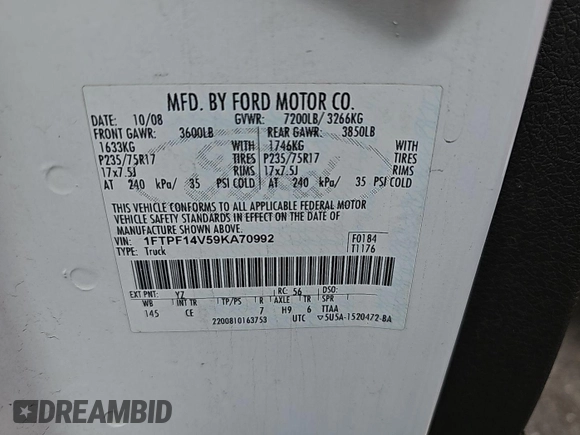 MFD. BY FORD MOTOR CO.
DATE: 10/08 GVWR: 7200LB/ 3266KG
FRONT GAWR: 3600LB REAR GAWR: 3850LB
1633KG WITH 1746KG WITH
P235/75R17 TIRES P235/75R17 TIRES
17x7.5J RIMS 17x7.5J RIMS
AT 240 kPa/ 35 PSI COLD AT 240 kPa/ 35 PSI COLD
THIS VEHICLE CONFORMS TO ALL APPLICABLE FEDERAL MOTOR
VEHICLE SAFETY STANDARDS IN EFFECT ON THE DATE OF MANUFACTURE
SHOWN ABOVE.
VIN: 1FTPF14V59KA70992 F0184
TYPE: Truck T1176
EXT PNT: YZ RC: 56 DSO:
WB INT TR TP/PS R AXLE TR SPR
145 CE 7 H9 6 TTAA
2200810163753 UTC 5U5A-1520472-BA
DREAMBID